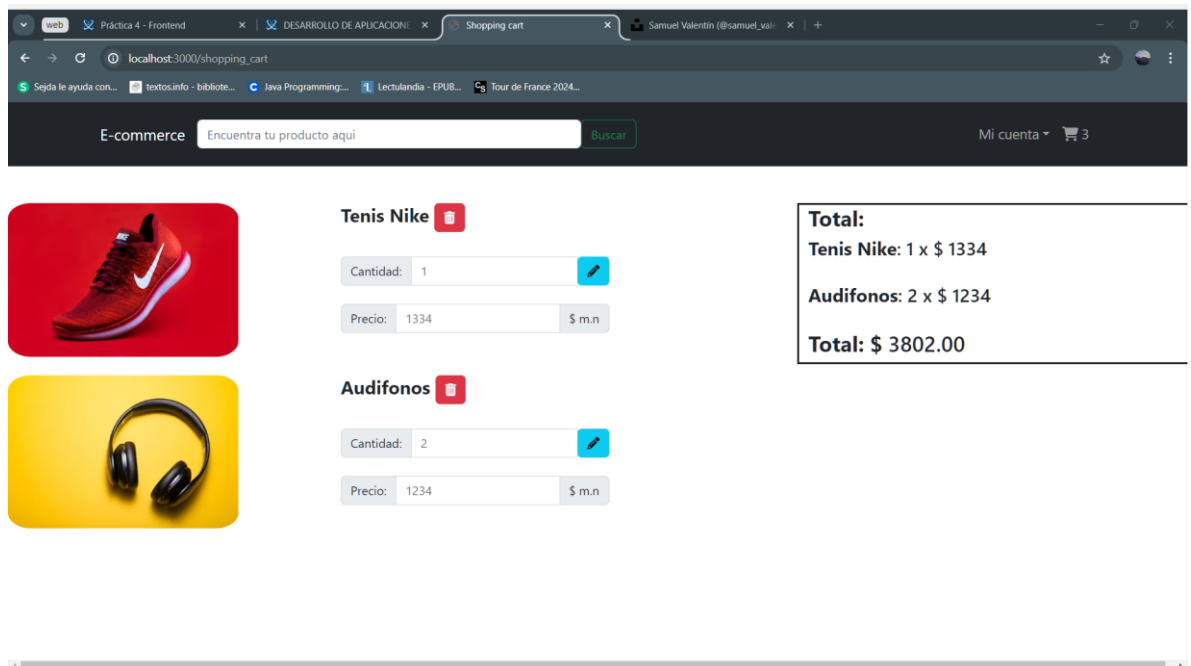 web Práctica 4 - Frontend DESARROLLO DE APLICACIONE Shopping cart Samuel Valentín (@samuel_vale
localhost:3000/shopping_cart
S Sejda le ayuda con... textos.info - bibliote... C Java Programming:... Lectulandia - EPUB... CS Tour de France 2024...
E-commerce Encuentra tu producto aqui Buscar Mi cuenta 3
NIKE
Tenis Nike
Cantidad: 1
Precio: 1334 $ m.n
Audifonos
Cantidad: 2
Precio: 1234 $ m.n
Total:
Tenis Nike: 1 x $ 1334
Audifonos: 2 x $ 1234
Total: $ 3802.00